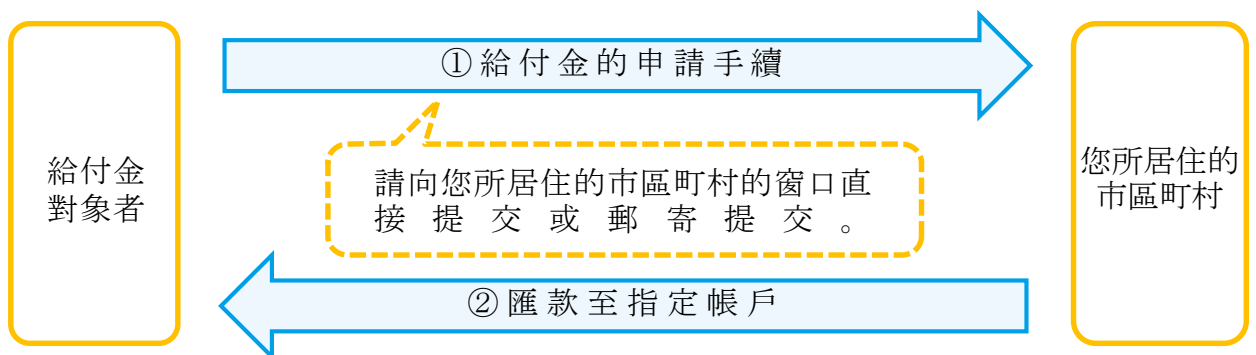 給付金
對象者
①給付金的申請手續
請向您所居住的市區町村的窗口直
接提交或郵寄提交。
②匯款至指定帳戶
您所居住的
市區町村